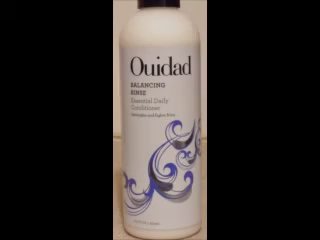 Ouidad
BALANCING
RINSE
Essential Daily
Conditioner